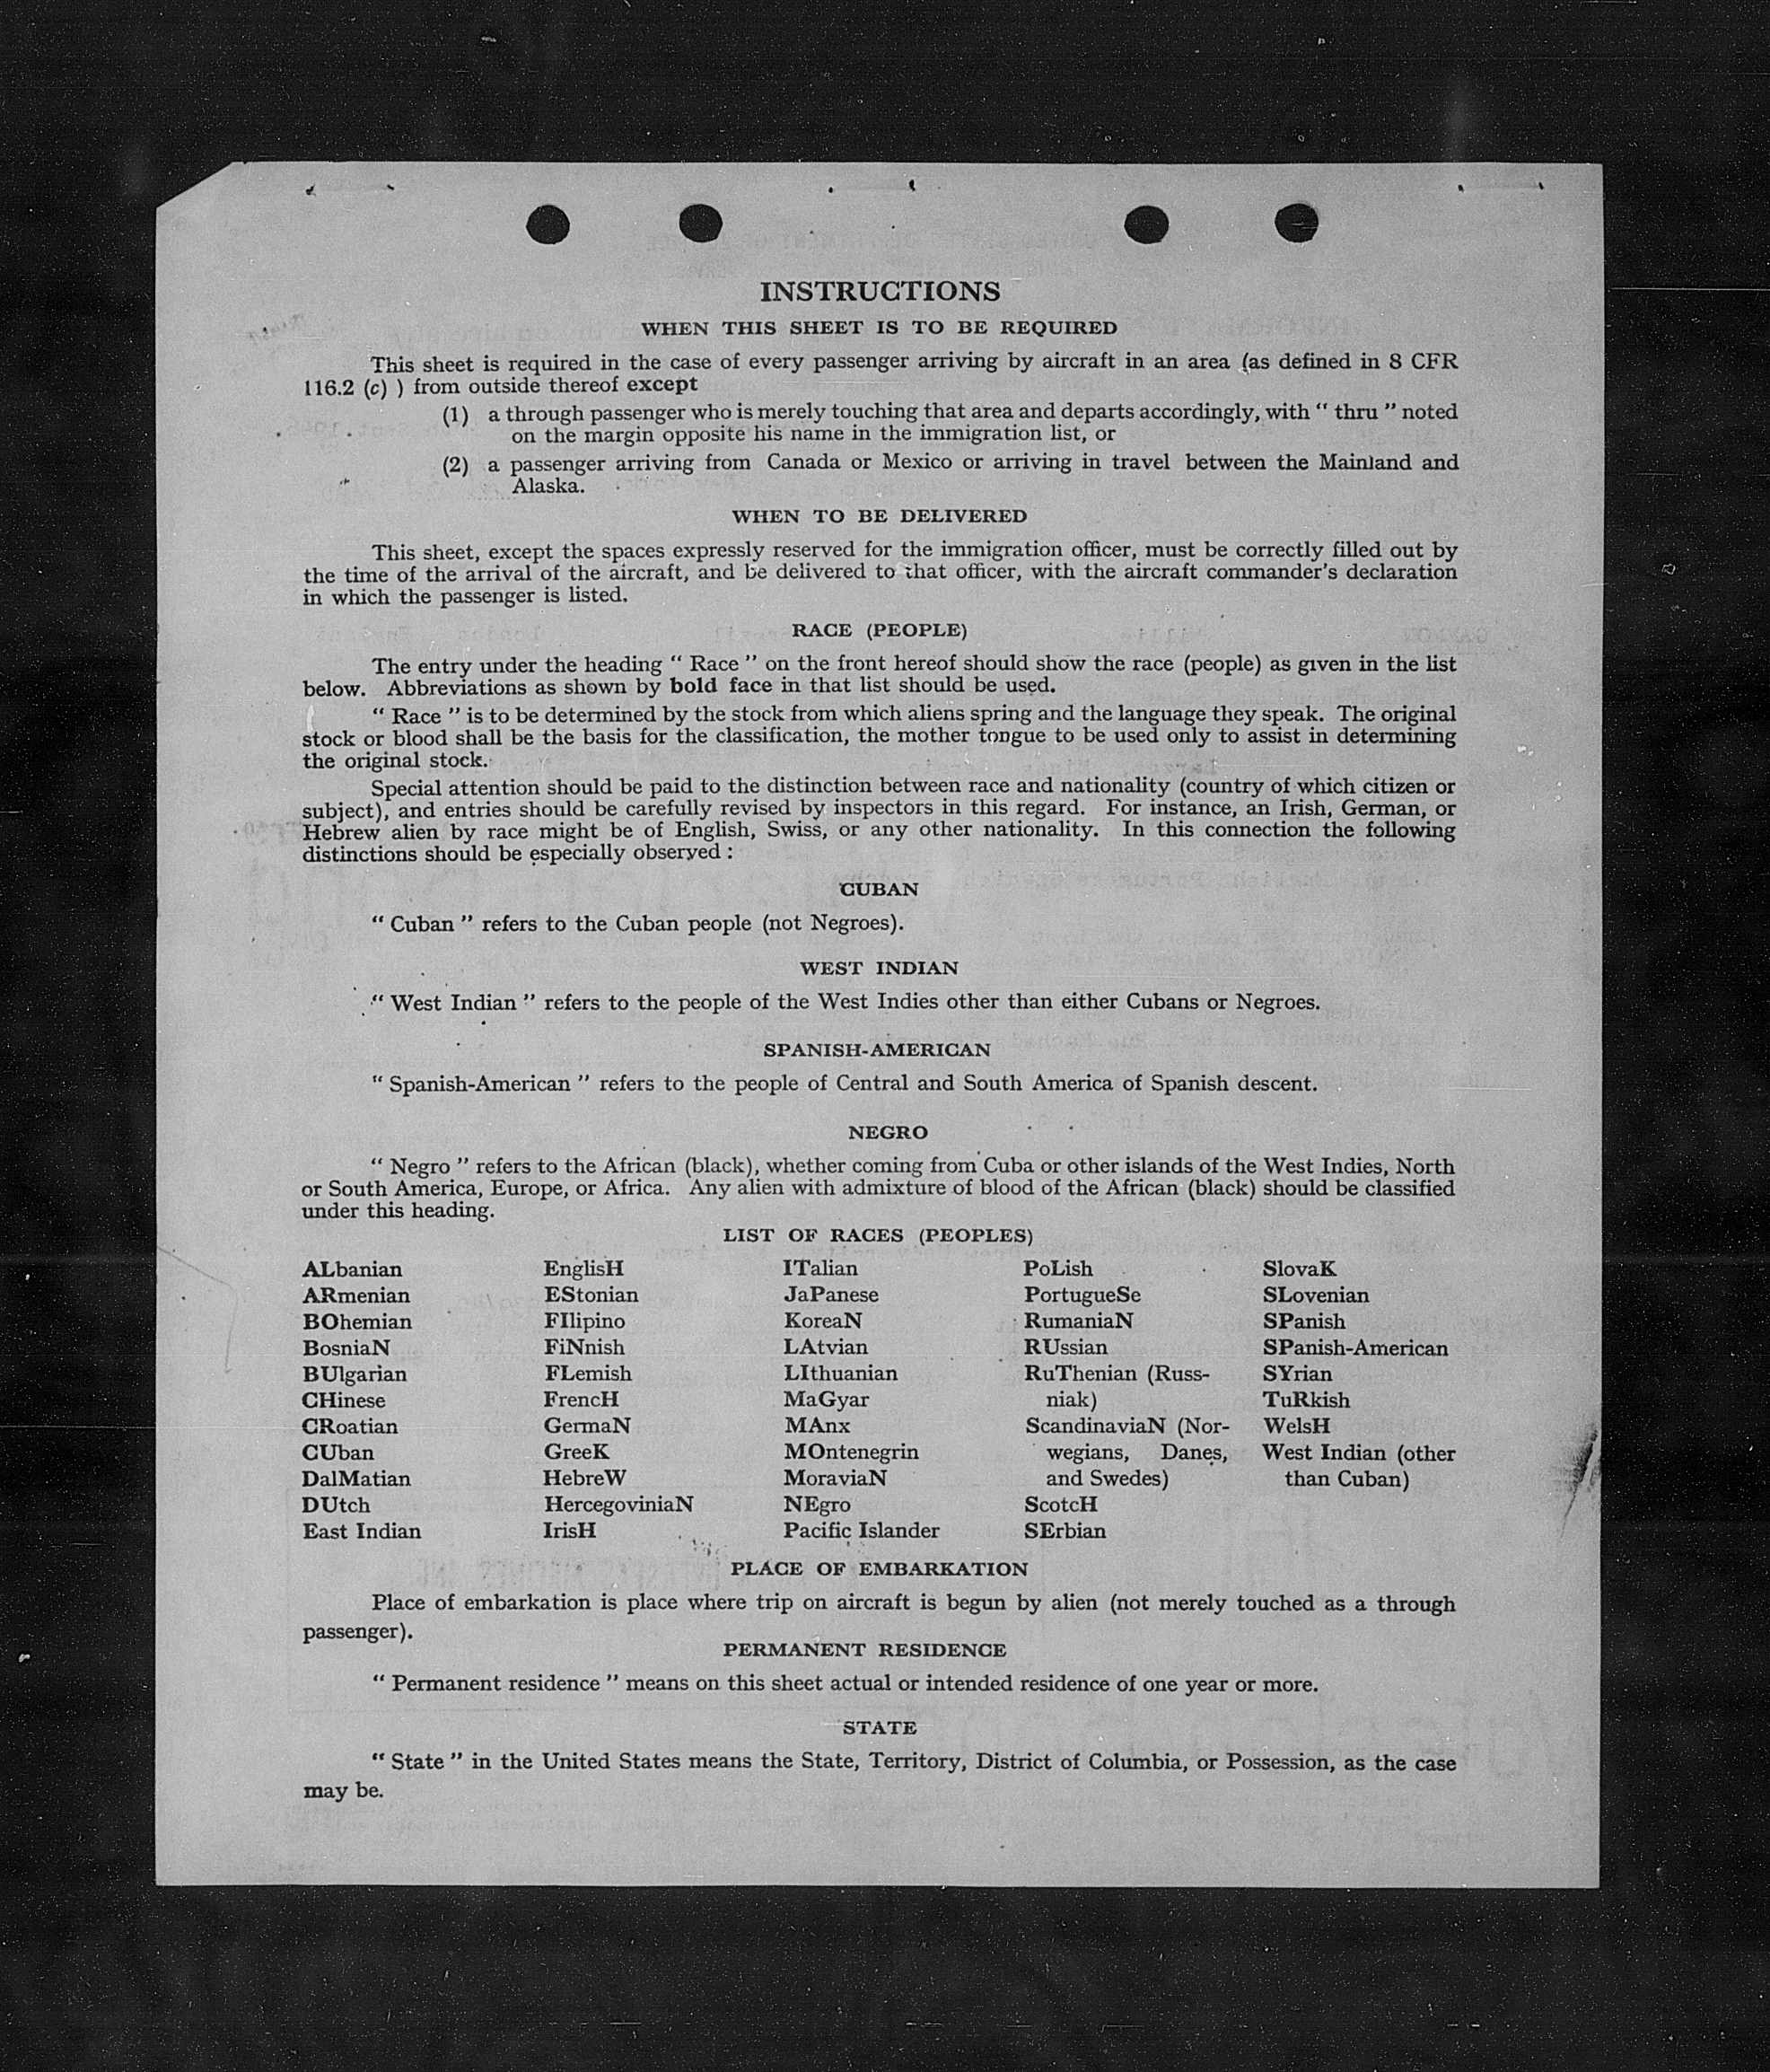 INSTRUCTIONS
WHEN THIS SHEET IS TO BE REQUIRED
This sheet is required in the case of every passenger arriving by aircraft in an area (as defined in 8 CFR
116.2 (c) ) from outside thereof except
(1) a through passenger who is merely touching that area and departs accordingly, with “ thru ” noted
on the margin opposite his name in the immigration list, or
(2) a passenger arriving from Canada or Mexico or arriving in travel between the Mainland and
Alaska.
WHEN TO BE DELIVERED
This sheet, except the spaces expressly reserved for the immigration officer, must be correctly filled out by
the time of the arrival of the aircraft, and be delivered to that officer, with the aircraft commander's declaration
in which the passenger is listed.
RACE (PEOPLE)
The entry under the heading “ Race ” on the front hereof should show the race (people) as given in the list
below. Abbreviations as shown by bold face in that list should be used.
“ Race ” is to be determined by the stock from which aliens spring and the language they speak. The original
stock or blood shall be the basis for the classification, the mother tongue to be used only to assist in determining
the original stock.
Special attention should be paid to the distinction between race and nationality (country of which citizen or
subject), and entries should be carefully revised by inspectors in this regard. For instance, an Irish, German, or
Hebrew alien by race might be of English, Swiss, or any other nationality. In this connection the following
distinctions should be especially observed :
CUBAN
“ Cuban ” refers to the Cuban people (not Negroes).
WEST INDIAN
“ West Indian ” refers to the people of the West Indies other than either Cubans or Negroes.
SPANISH-AMERICAN
“ Spanish-American ” refers to the people of Central and South America of Spanish descent.
NEGRO
“ Negro ” refers to the African (black), whether coming from Cuba or other islands of the West Indies, North
or South America, Europe, or Africa. Any alien with admixture of blood of the African (black) should be classified
under this heading.
LIST OF RACES (PEOPLES)
ALbanian
ARmenian
BOhemian
BosniaN
BUlgarian
CHinese
CRoatian
CUban
DalMatian
DUtch
East Indian
EnglisH
EStonian
FIlipino
FiNnish
FLemish
FrencH
GermaN
GreeK
HebreW
HercegoviniaN
IrisH
ITalian
JaPanese
KoreaN
LAtvian
LIthuanian
MaGyar
MAnx
MOntenegrin
MoraviaN
NEgro
Pacific Islander
PoLish
PortugueSe
RumaniaN
RUssian
RuThenian (Russ-
niak)
ScandinaviaN (Nor-
wegians, Danes,
and Swedes)
ScotcH
SErbian
SlovaK
SLovenian
SPanish
SPanish-American
SYrian
TuRkish
WelsH
West Indian (other
than Cuban)
PLACE OF EMBARKATION
Place of embarkation is place where trip on aircraft is begun by alien (not merely touched as a through
passenger).
PERMANENT RESIDENCE
“ Permanent residence ” means on this sheet actual or intended residence of one year or more.
STATE
“ State ” in the United States means the State, Territory, District of Columbia, or Possession, as the case
may be.